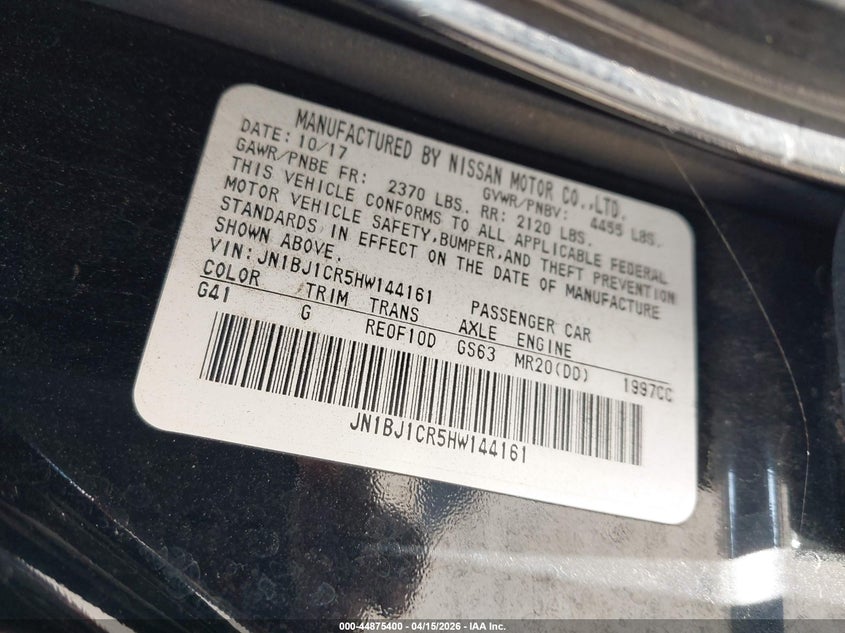 MANUFACTURED BY NISSAN MOTOR CO.,LTD.
DATE: 10/17 GVWR/PNBV: 4455 LBS.
GAWR/PNBE FR: 2370 LBS. RR: 2120 LBS.
THIS VEHICLE CONFORMS TO ALL APPLICABLE FEDERAL
MOTOR VEHICLE SAFETY,BUMPER,AND THEFT PREVENTION
STANDARDS IN EFFECT ON THE DATE OF MANUFACTURE
SHOWN ABOVE.
VIN:JN1BJ1CR5HW144161 PASSENGER CAR
COLOR TRIM TRANS AXLE ENGINE
G41 G RE0F10D GS63 MR20(DD) 1997CC
JN1BJ1CR5HW144161
000-44875400 - 04/15/2026 - IAA Inc.